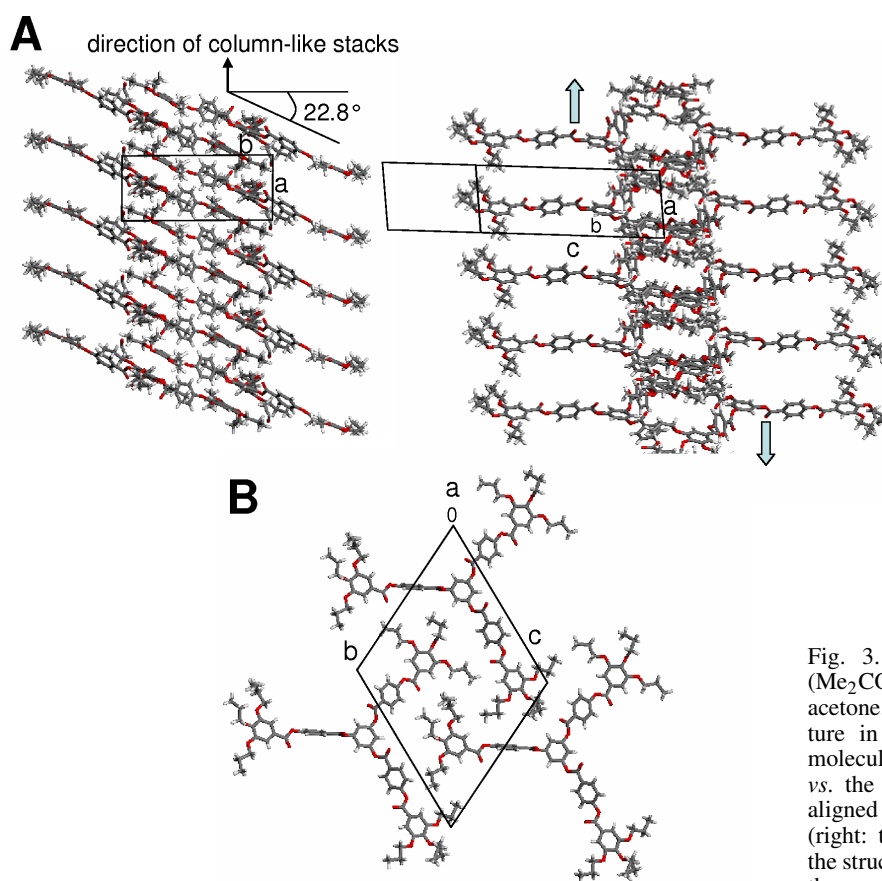 A
direction of column-like stacks
22.8°
b
a
a
b
c
B
a
0
b
c
Fig. 3.
(Me2CO
acetone
ture in
molecul
vs. the
aligned
(right: t
the struc